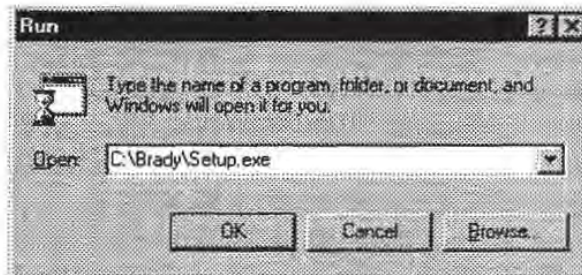 Run
Type the name of a program, folder, or document, and
Windows will open it for you.
Open: C:\Brady\Setup.exe
OK Cancel Browse...